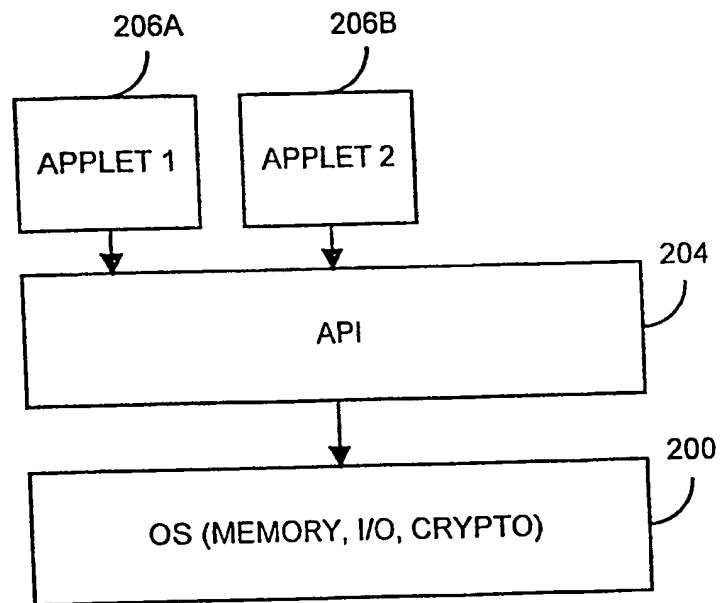 206A
206B
APPLET 1
APPLET 2
204
API
200
OS (MEMORY, I/O, CRYPTO)